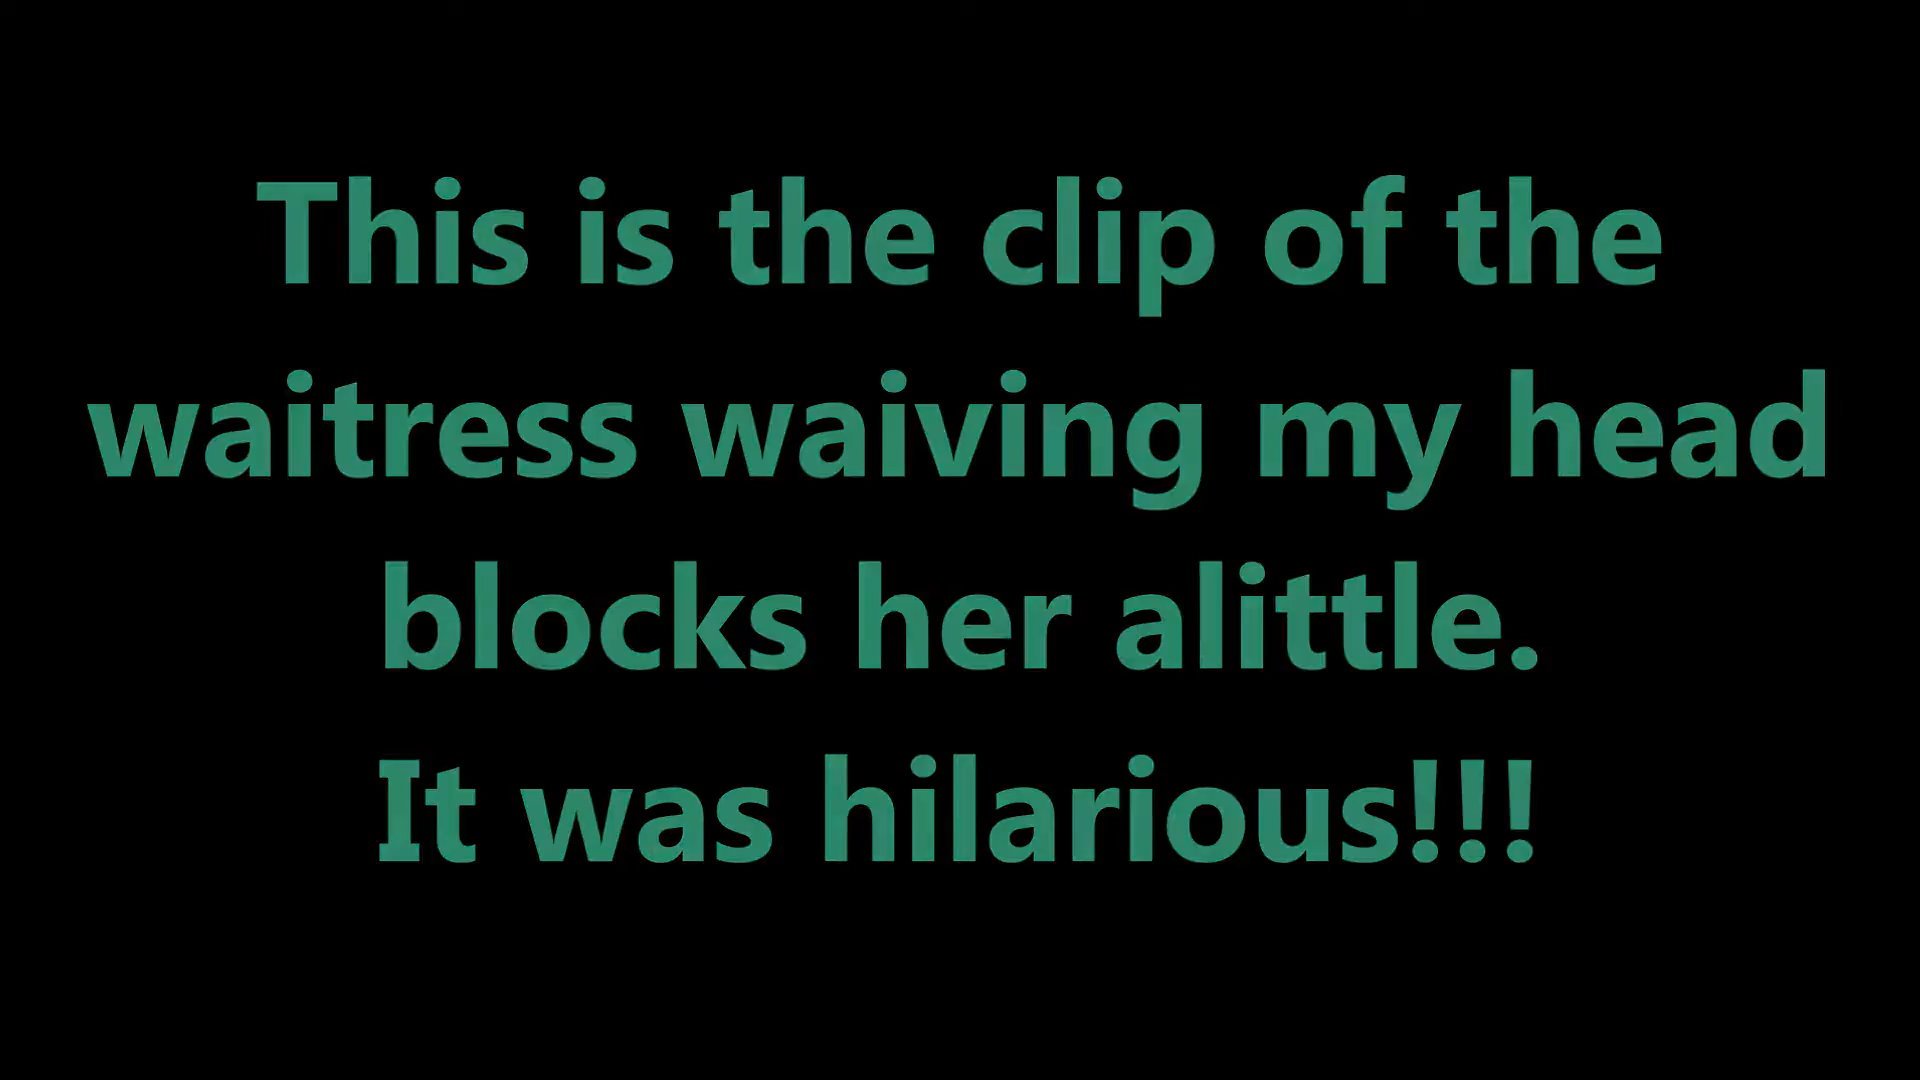 This is the clip of the
waitress waiving my head
blocks her alittle.
It was hilarious!!!